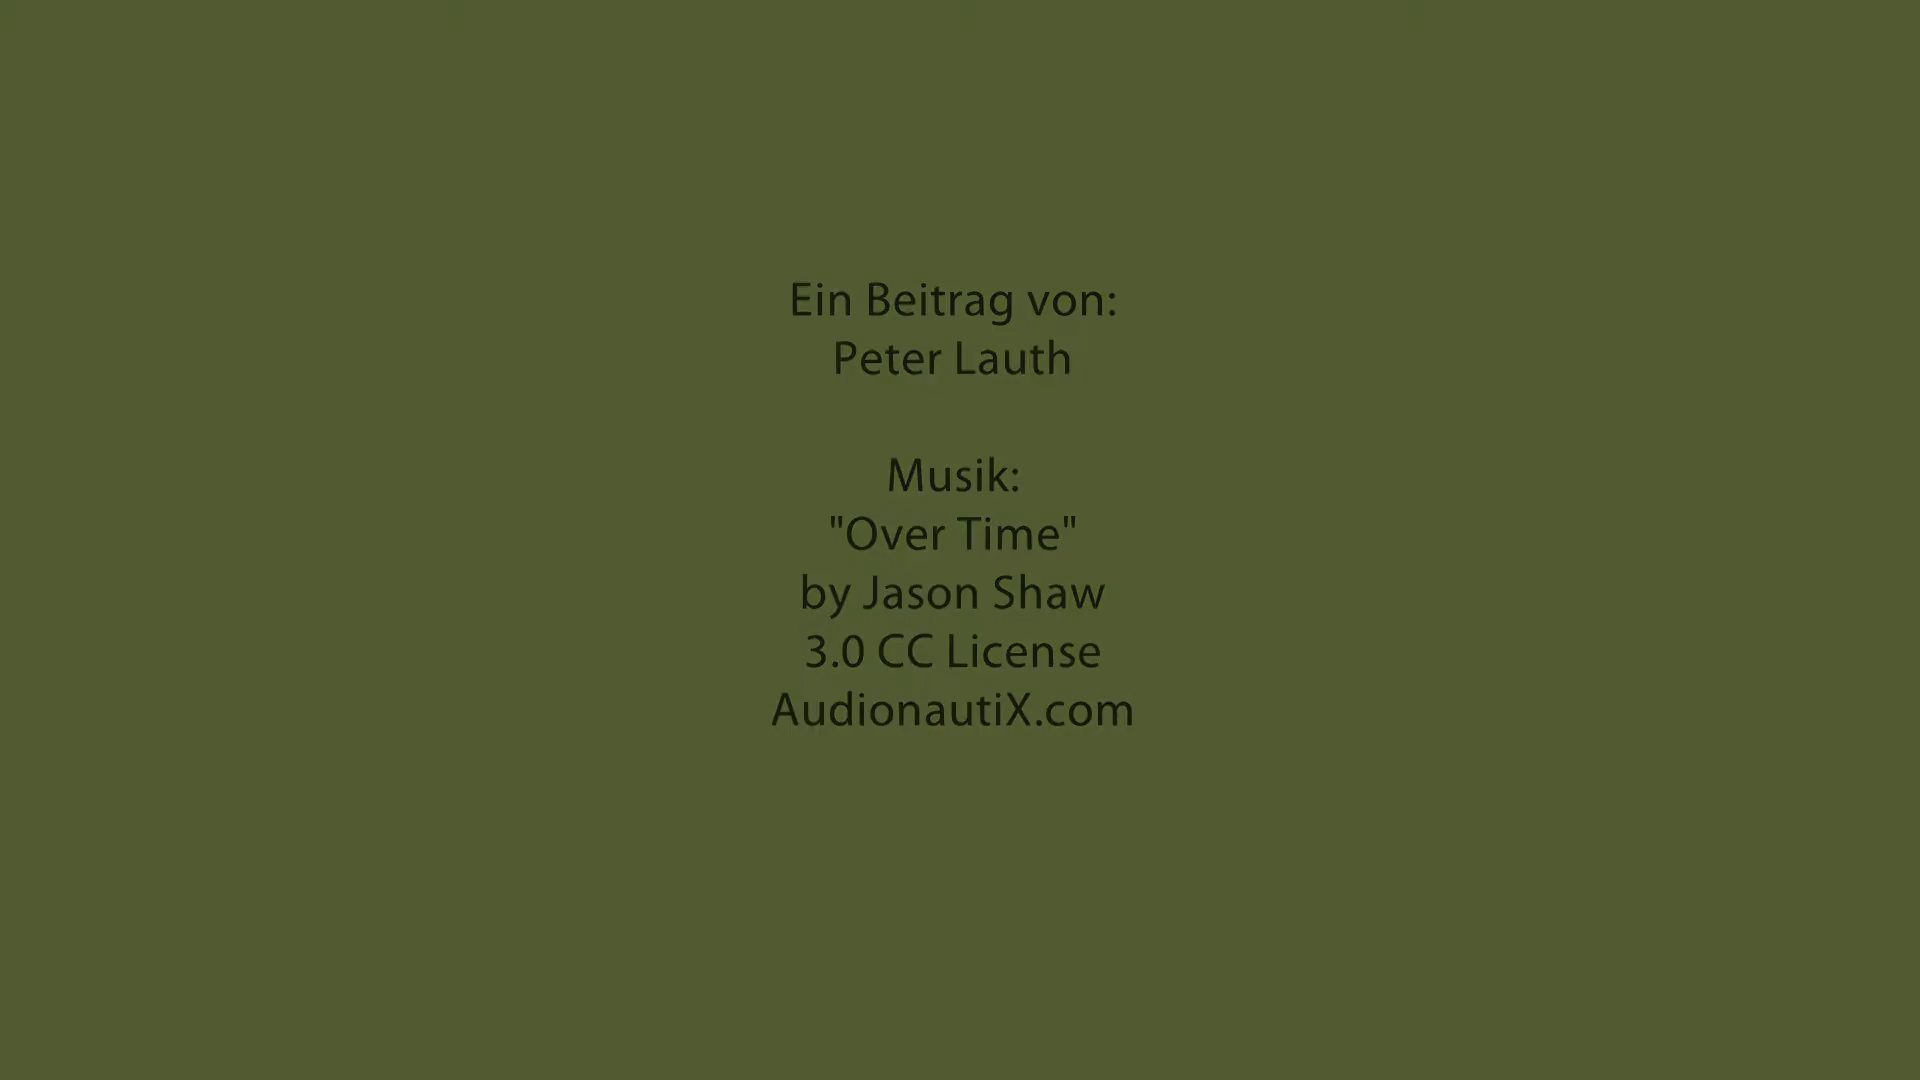 Ein Beitrag von:
Peter Lauth
Musik:
"Over Time"
by Jason Shaw
3.0 CC License
AudionautiX.com